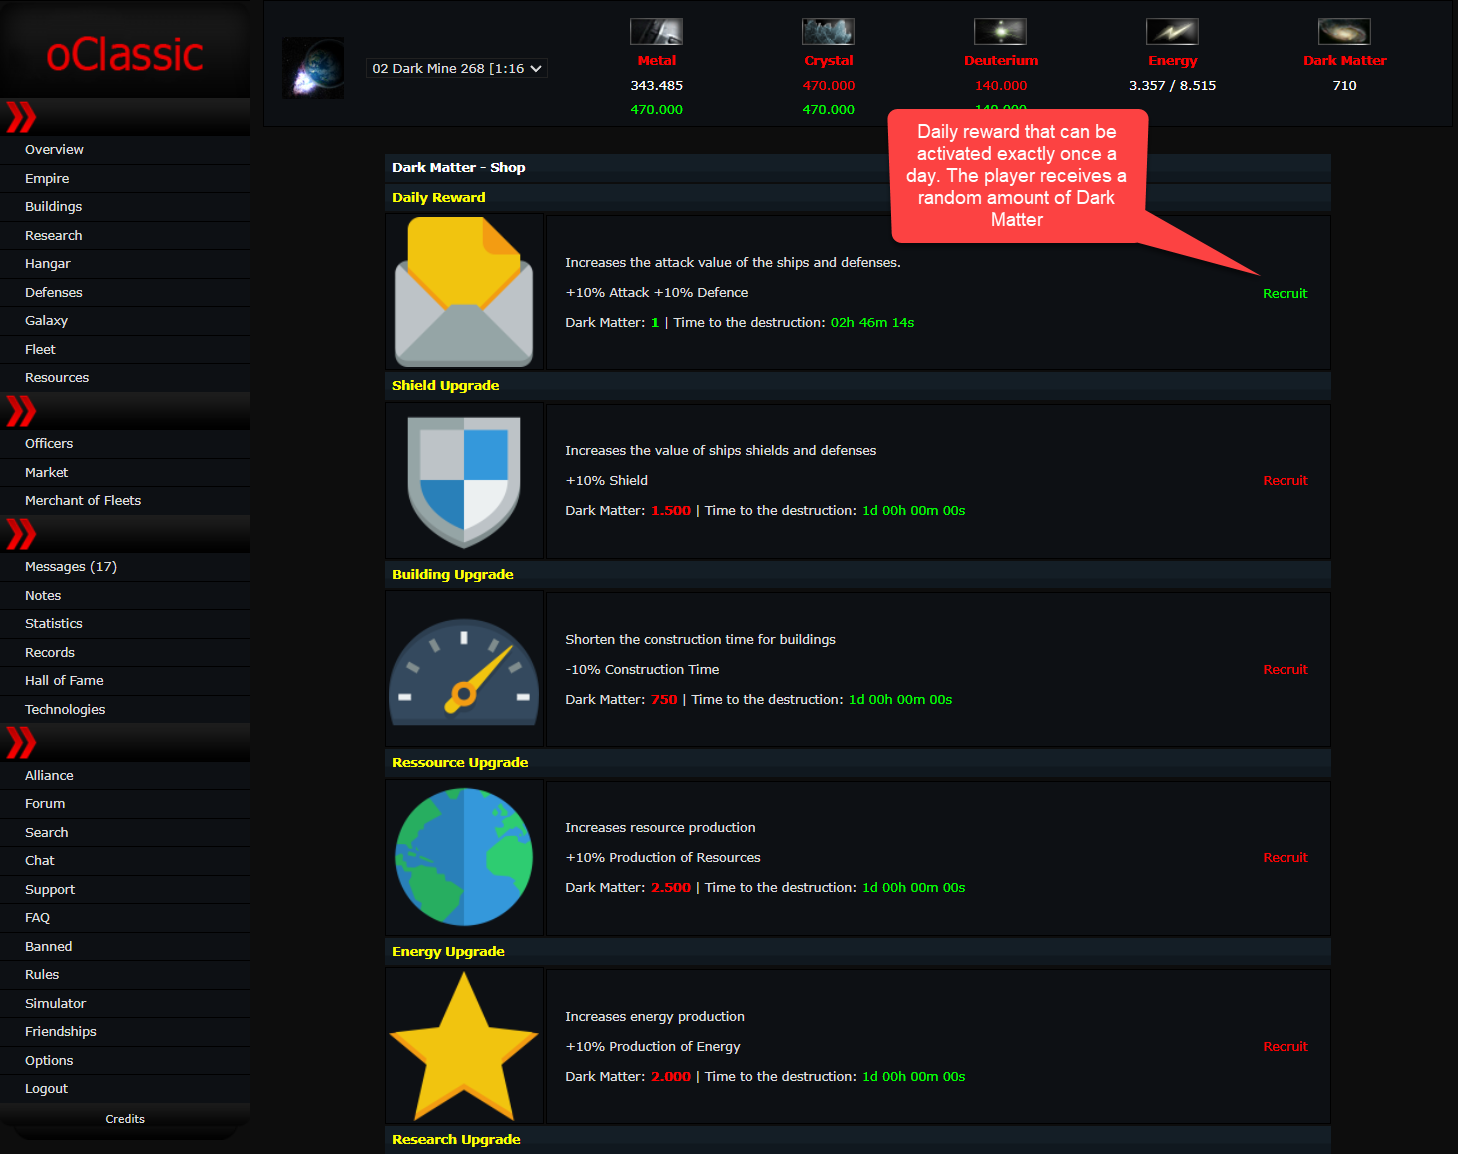 oClassic
Overview
Empire
Buildings
Research
Hangar
Defenses
Galaxy
Fleet
Resources
Officers
Market
Merchant of Fleets
Messages (17)
Notes
Statistics
Records
Hall of Fame
Technologies
Alliance
Forum
Search
Chat
Support
FAQ
Banned
Rules
Simulator
Friendships
Options
Logout
Credits
02 Dark Mine 268 [1:16
Metal
343.485
470.000
Crystal
470.000
470.000
Deuterium
140.000
140.000
Energy
3.357 / 8.515
Dark Matter
710
Daily reward that can be
activated exactly once a
day. The player receives a
random amount of Dark
Matter
Dark Matter - Shop
Daily Reward
Increases the attack value of the ships and defenses.
+10% Attack +10% Defence
Dark Matter: 1 | Time to the destruction: 02h 46m 14s
Recruit
Shield Upgrade
Increases the value of ships shields and defenses
+10% Shield
Dark Matter: 1.500 | Time to the destruction: 1d 00h 00m 00s
Recruit
Building Upgrade
Shorten the construction time for buildings
-10% Construction Time
Dark Matter: 750 | Time to the destruction: 1d 00h 00m 00s
Recruit
Ressource Upgrade
Increases resource production
+10% Production of Resources
Dark Matter: 2.500 | Time to the destruction: 1d 00h 00m 00s
Recruit
Energy Upgrade
Increases energy production
+10% Production of Energy
Dark Matter: 2.000 | Time to the destruction: 1d 00h 00m 00s
Recruit
Research Upgrade